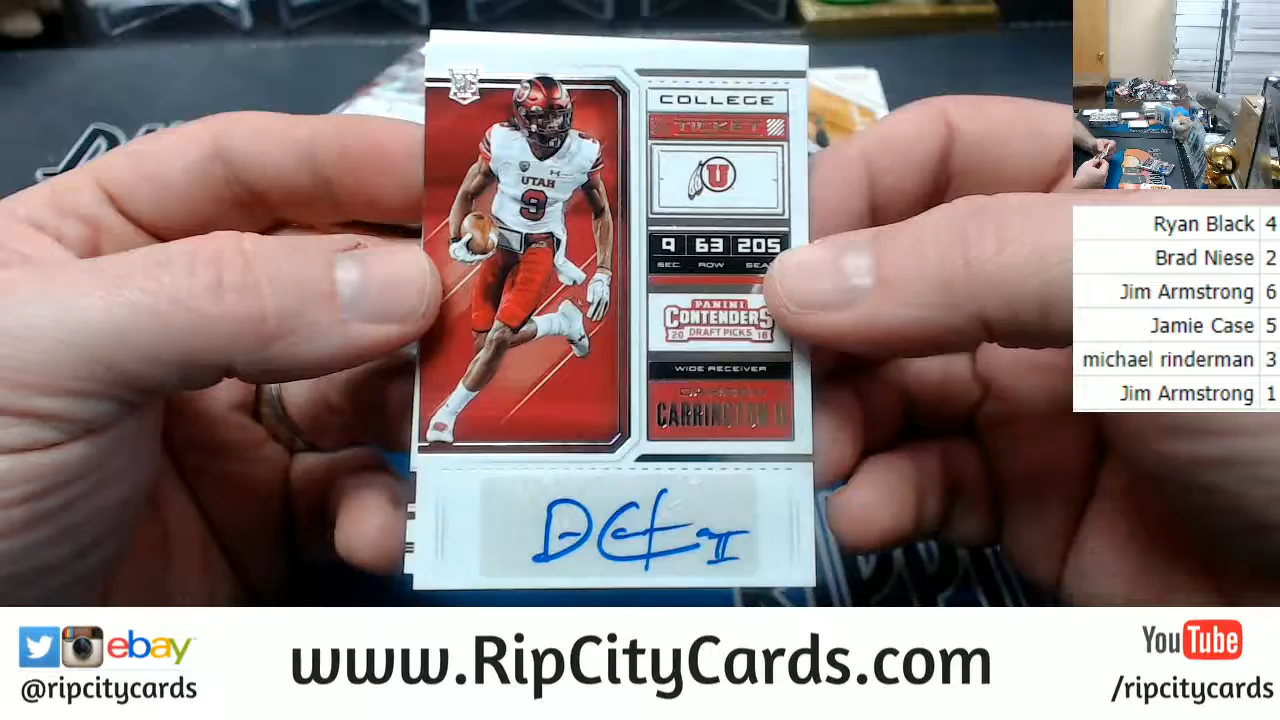 COLLEGE
TICKET
U
UTAH
9
9 63 205
SEC ROW
PANINI
CONTENDERS
20 DRAFT PICKS 18
WIDE RECEIVER
CARRINGTON II
Ryan Black 4
Brad Niese 2
Jim Armstrong 6
Jamie Case 5
michael rinderman 3
Jim Armstrong 1
ebay
@ripcitycards
www.RipCityCards.com
YouTube
/ripcitycards